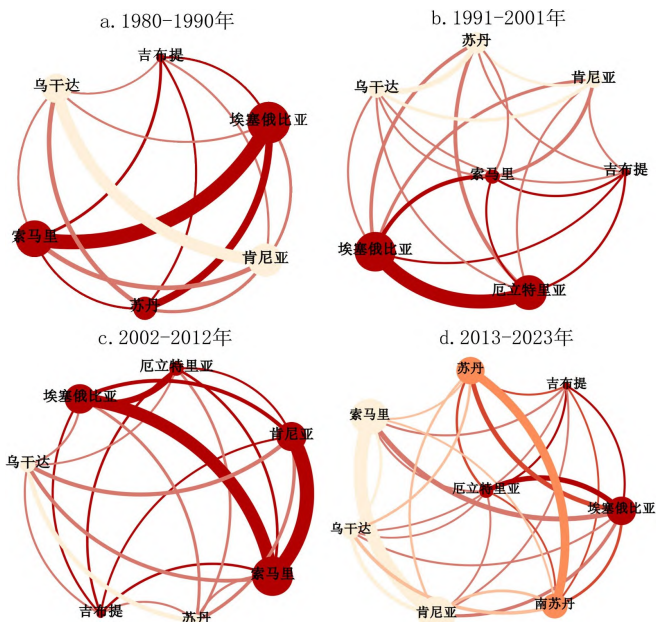 a. 1980-1990年
吉布提
乌干达
埃塞俄比亚
索马里
肯尼亚
苏丹
b. 1991-2001年
苏丹
肯尼亚
乌干达
索马里
吉布提
埃塞俄比亚
厄立特里亚
c. 2002-2012年
厄立特里亚
埃塞俄比亚
肯尼亚
乌干达
索马里
吉布提
苏丹
d. 2013-2023年
苏丹
吉布提
索马里
厄立特里亚
埃塞俄比亚
乌干达
南苏丹
肯尼亚